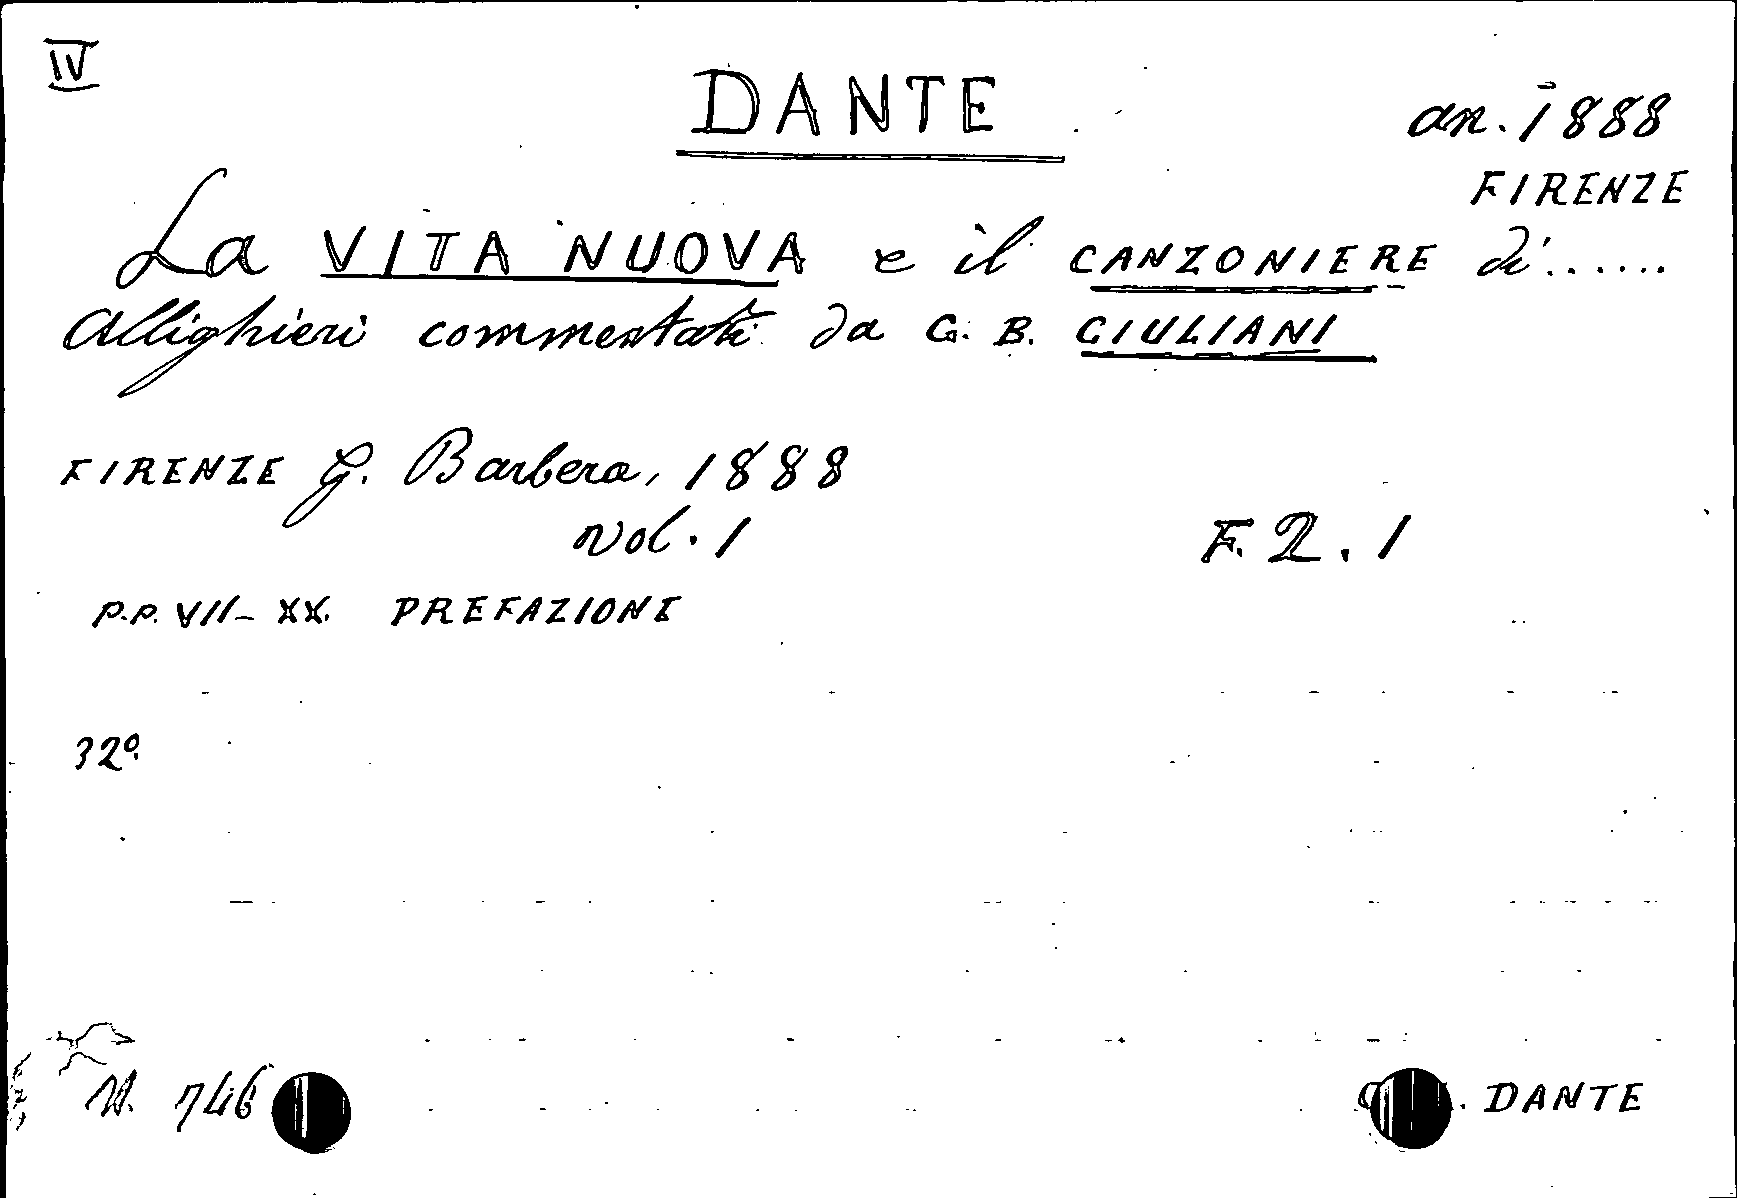 IV
DANTE
an. 1888
FIRENZE
La VITA NUOVA e il CANZONIERE di ......
Allighieri commentati da G. B. GIULIANI
FIRENZE G. Barbera, 1888
vol. 1
F. 2. 1
P.P. VII-XX. PREFAZIONE
32º
N. 746
DANTE